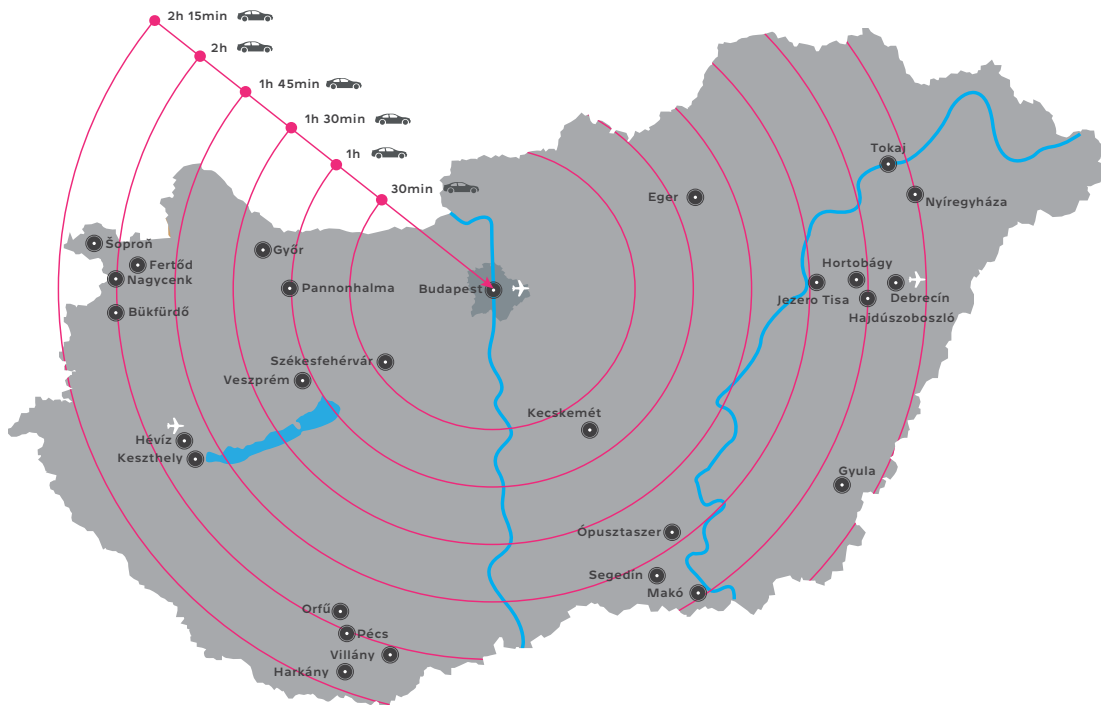 2h 15min
2h
1h 45min
1h 30min
1h
30min
Tokaj
Eger
Nyíregyháza
Šoproň
Győr
Fertőd
Nagycenk
Pannonhalma
Budapest
Hortobágy
Jezero Tisa
Debrecín
Hajdúszoboszló
Bükfürdő
Székesfehérvár
Veszprém
Kecskemét
Hévíz
Keszthely
Gyula
Ópusztaszer
Segedín
Makó
Orfű
Pécs
Villány
Harkány